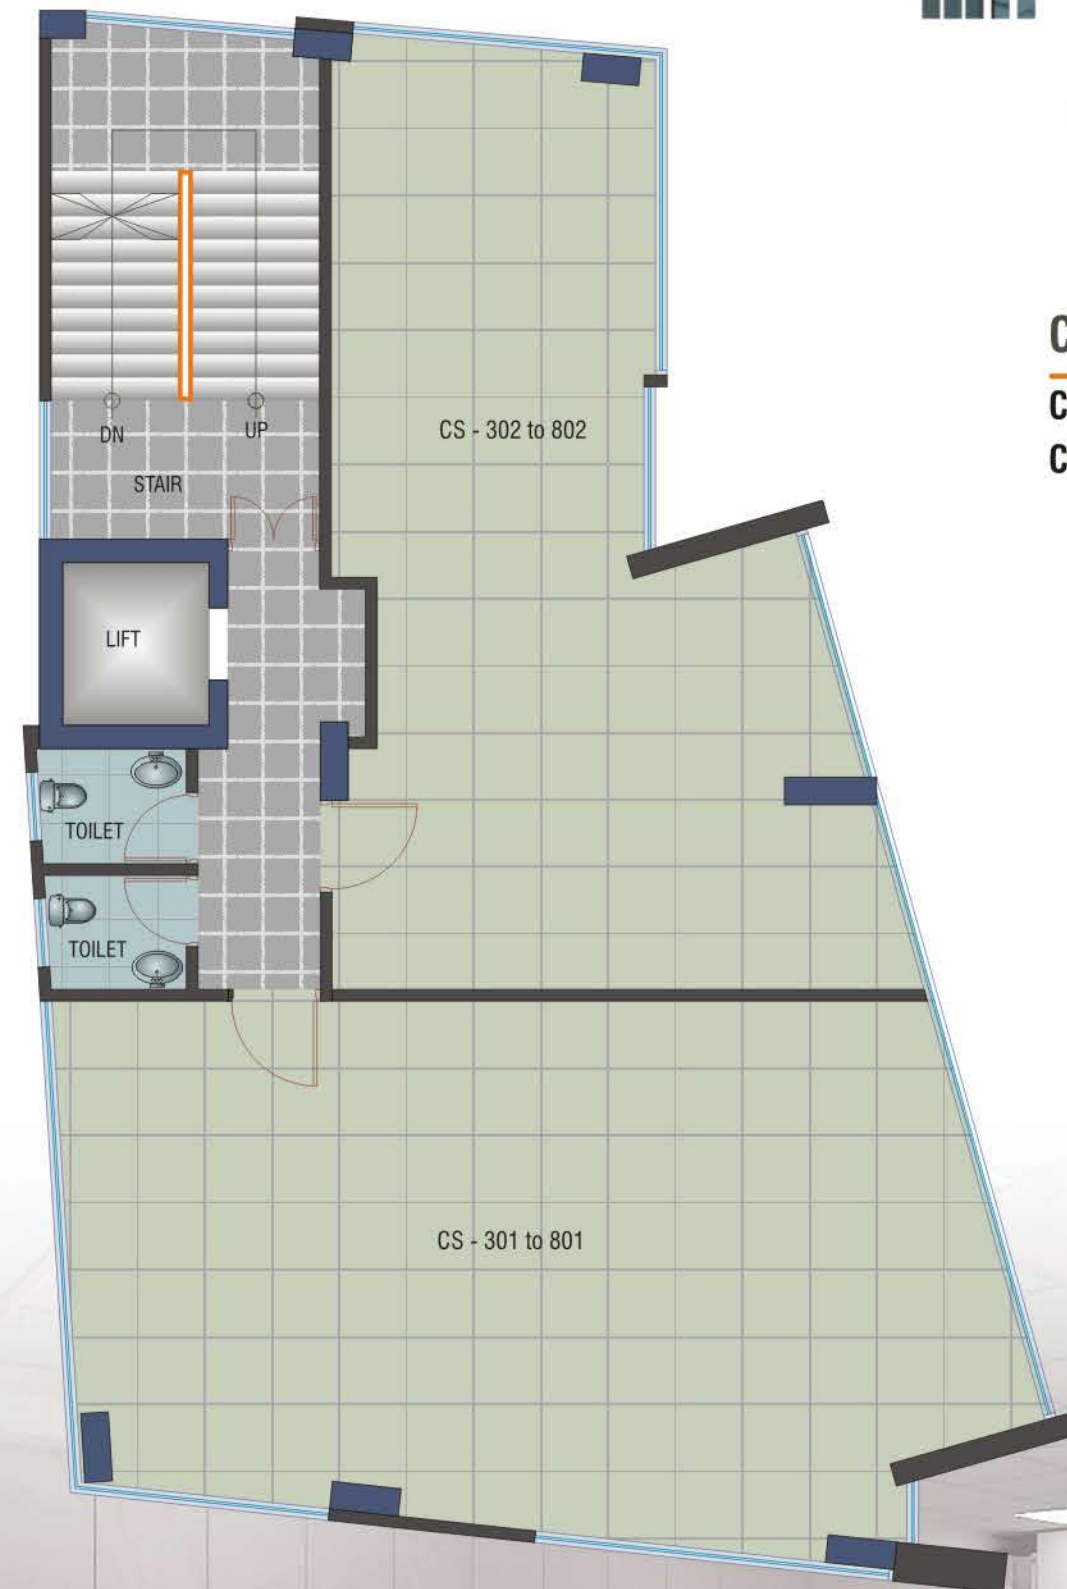 DN
UP
CS - 302 to 802
STAIR
LIFT
TOILET
TOILET
CS - 301 to 801
C
C
C